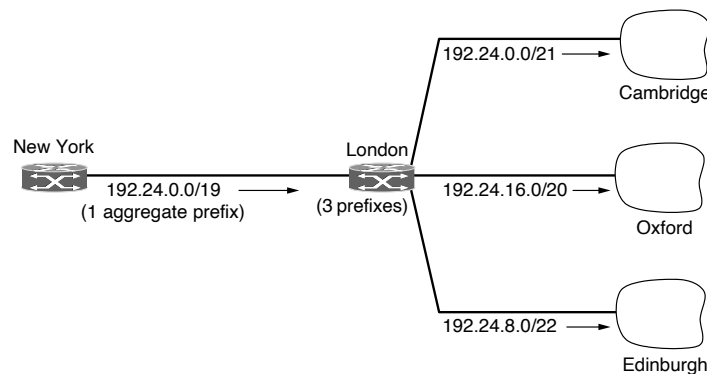 192.24.0.0/21
Cambridge
New York
London
192.24.0.0/19
(1 aggregate prefix)
(3 prefixes)
192.24.16.0/20
Oxford
192.24.8.0/22
Edinburgh